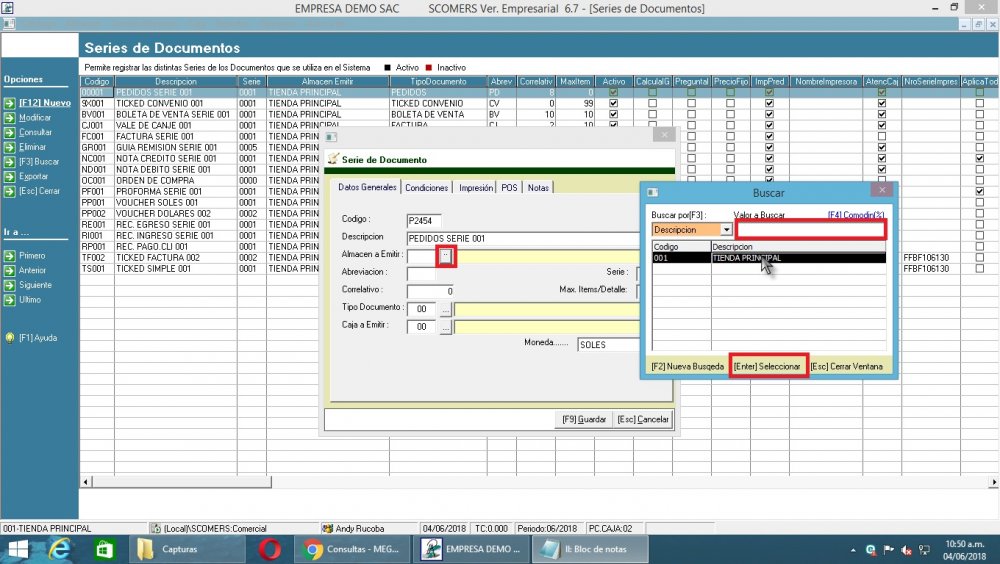 EMPRESA DEMO SAC SCOMERS Ver. Empresarial 6.7 - [Series de Documentos]
Series de Documentos
Permite registrar las distintas Series de los Documentos que se utiliza en el Sistema Activo Inactivo
Opciones
[F12] Nuevo
Modificar
Consultar
Eliminar
[F3] Buscar
Exportar
[Esc] Cerrar
Ir a ...
Primero
Anterior
Siguiente
Ultimo
[F1] Ayuda
Codigo Descripcion Serie Almacen Emitir TipoDocumento Abrev Correlativ MaxItem Activo CalculaIG Preguntal PrecioFijo ImpPred NombreImpresora AtencCaj NroSerieImpres AplicaTod
00001 PEDIDOS SERIE 001 0001 TIENDA PRINCIPAL PEDIDOS PD 8 0
9X001 TICKED CONVENIO 001 0001 TIENDA PRINCIPAL TICKED CONVENIO CV 0 99
BV001 BOLETA DE VENTA SERIE 001 0001 TIENDA PRINCIPAL BOLETA DE VENTA BV 10 10
CJ001 VALE DE CANJE 001 0001 TIENDA PRINCIPAL FACTURA CJ 2 10
FC001 FACTURA SERIE 001 0001 TIENDA PRIN
GR001 GUIA REMISION SERIE 001 0005 TIENDA PRIN
NC001 NOTA CREDITO SERIE 001 0001 TIENDA PRIN
ND001 NOTA DEBITO SERIE 001 0001 TIENDA PRIN
OC001 ORDEN DE COMPRA 0000 TIENDA PRIN
PF001 PROFORMA SERIE 001 0001 TIENDA PRIN
PP001 VOUCHER SOLES 001 0001 TIENDA PRIN
PP002 VOUCHER DOLARES 002 0002 TIENDA PRIN
RE001 REC. EGRESO SERIE 001 0001 TIENDA PRIN
RI001 REC. INGRESO SERIE 001 0001 TIENDA PRIN
RP001 REC. PAGO.CLI 001 0001 TIENDA PRIN
TF002 TICKED FACTURA 002 0002 TIENDA PRIN FFBF106130
TS001 TICKED SIMPLE 001 0001 TIENDA PRIN FFBF106130
Serie de Documento
Datos Generales Condiciones Impresión POS Notas
Codigo : P2454
Descripcion PEDIDOS SERIE 001
Almacen a Emitir: ..
Abreviacion : Serie :
Correlativo : 0 Max. Items/Detalle:
Tipo Documento : 00 ...
Caja a Emitir : 00 ...
Moneda...... SOLES
[F9] Guardar [Esc] Cancelar
Buscar
Buscar por[F3] : Valor a Buscar [F4] Comodin(%)
Descripcion
Codigo Descripcion
001 TIENDA PRINCIPAL
[F2] Nueva Busqeda [Enter] Seleccionar [Esc] Cerrar Ventana
001-TIENDA PRINCIPAL (Local)\SCOMERS:Comercial Andy Rucoba 04/06/2018 TC:0.000 Periodo:06/2018 PC.CAJA:02
Capturas Consultas - MEG... EMPRESA DEMO ... II: Bloc de notas
10:50 a.m.
04/06/2018